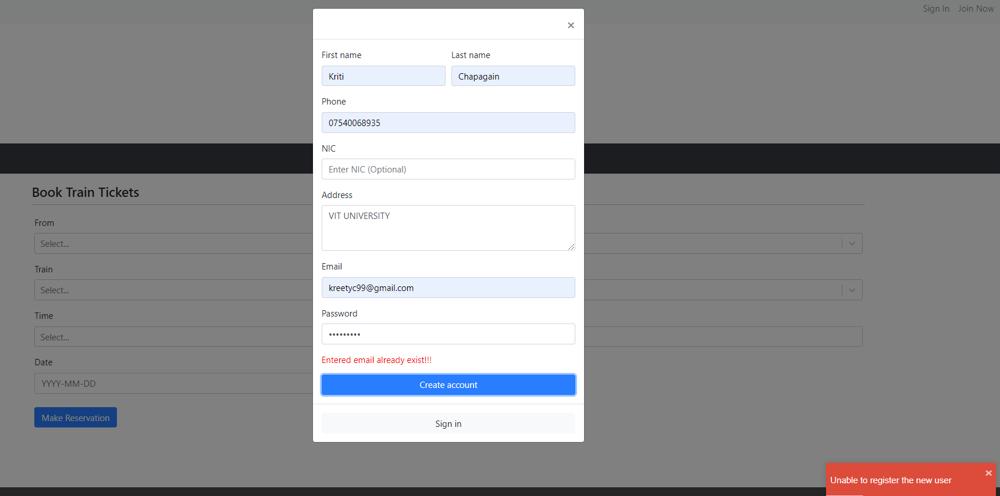 Sign In Join Now
×
First name Last name
Kriti Chapagain
Phone
07540068935
NIC
Enter NIC (Optional)
Address
VIT UNIVERSITY
Email
kreetyc99@gmail.com
Password
•••••••••
Entered email already exist!!!
Create account
Sign in
Book Train Tickets
From
Select...
Train
Select...
Time
Select...
Date
YYYY-MM-DD
Make Reservation
×
Unable to register the new user